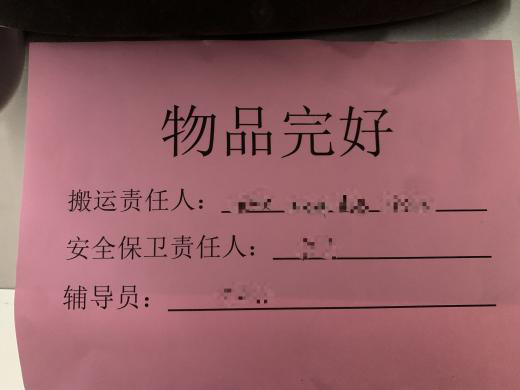 物品完好
搬运责任人：
安全保卫责任人：
辅导员：